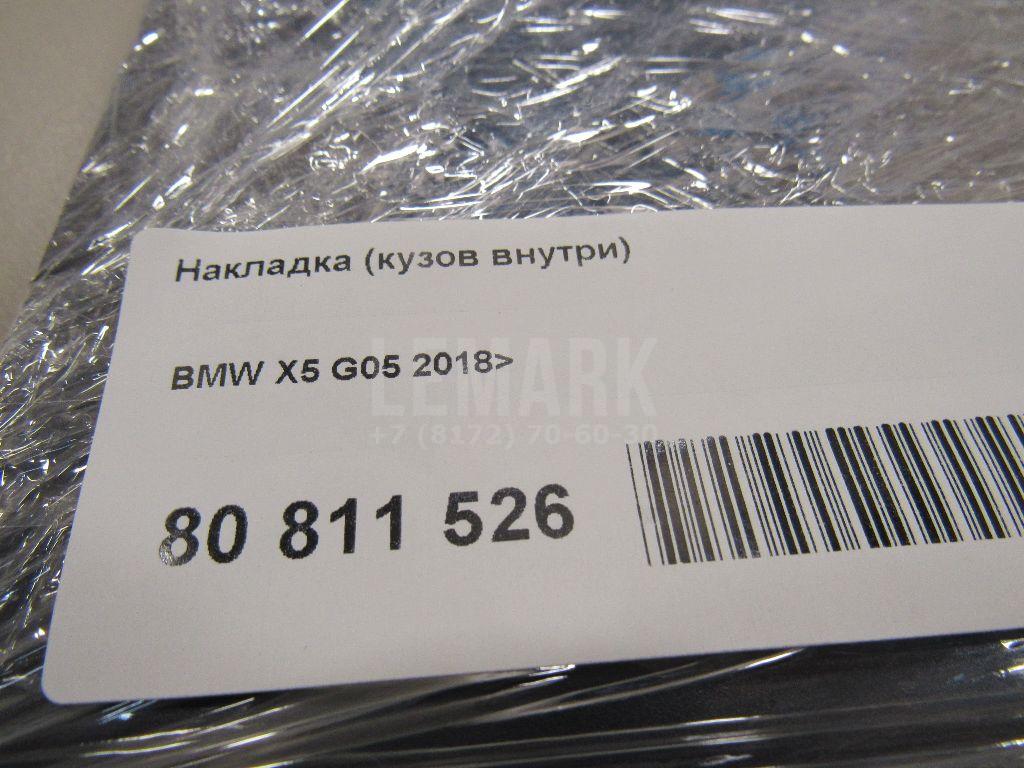 Накладка (кузов внутри)
BMW X5 G05 2018>
LEMARK
+7 (8172) 70-60-30
80 811 526